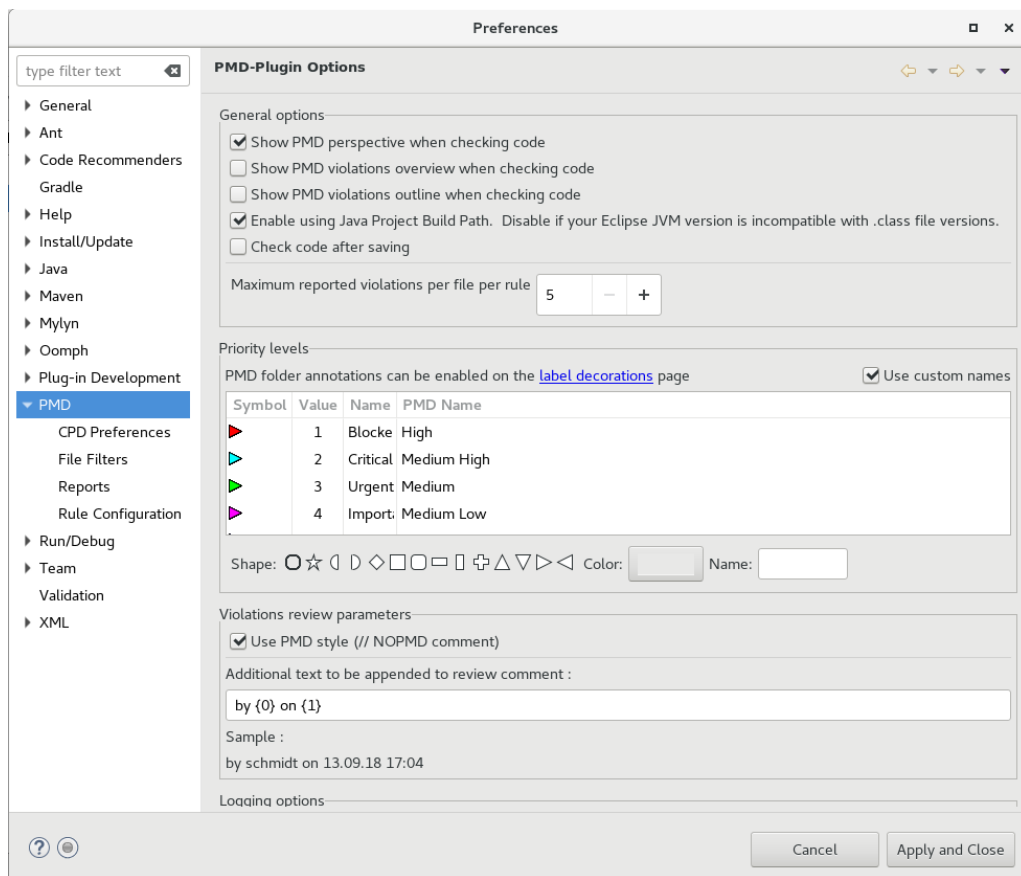 Preferences
type filter text
General
Ant
Code Recommenders
Gradle
Help
Install/Update
Java
Maven
Mylyn
Oomph
Plug-in Development
PMD
CPD Preferences
File Filters
Reports
Rule Configuration
Run/Debug
Team
Validation
XML
PMD-Plugin Options
General options
Show PMD perspective when checking code
Show PMD violations overview when checking code
Show PMD violations outline when checking code
Enable using Java Project Build Path.  Disable if your Eclipse JVM version is incompatible with .class file versions.
Check code after saving
Maximum reported violations per file per rule 5
Priority levels
PMD folder annotations can be enabled on the label decorations page Use custom names
Symbol Value Name PMD Name
1 Blocke High
2 Critical Medium High
3 Urgent Medium
4 Import Medium Low
Shape: Color: Name:
Violations review parameters
Use PMD style (// NOPMD comment)
Additional text to be appended to review comment :
by {0} on {1}
Sample :
by schmidt on 13.09.18 17:04
Logging options
Cancel Apply and Close